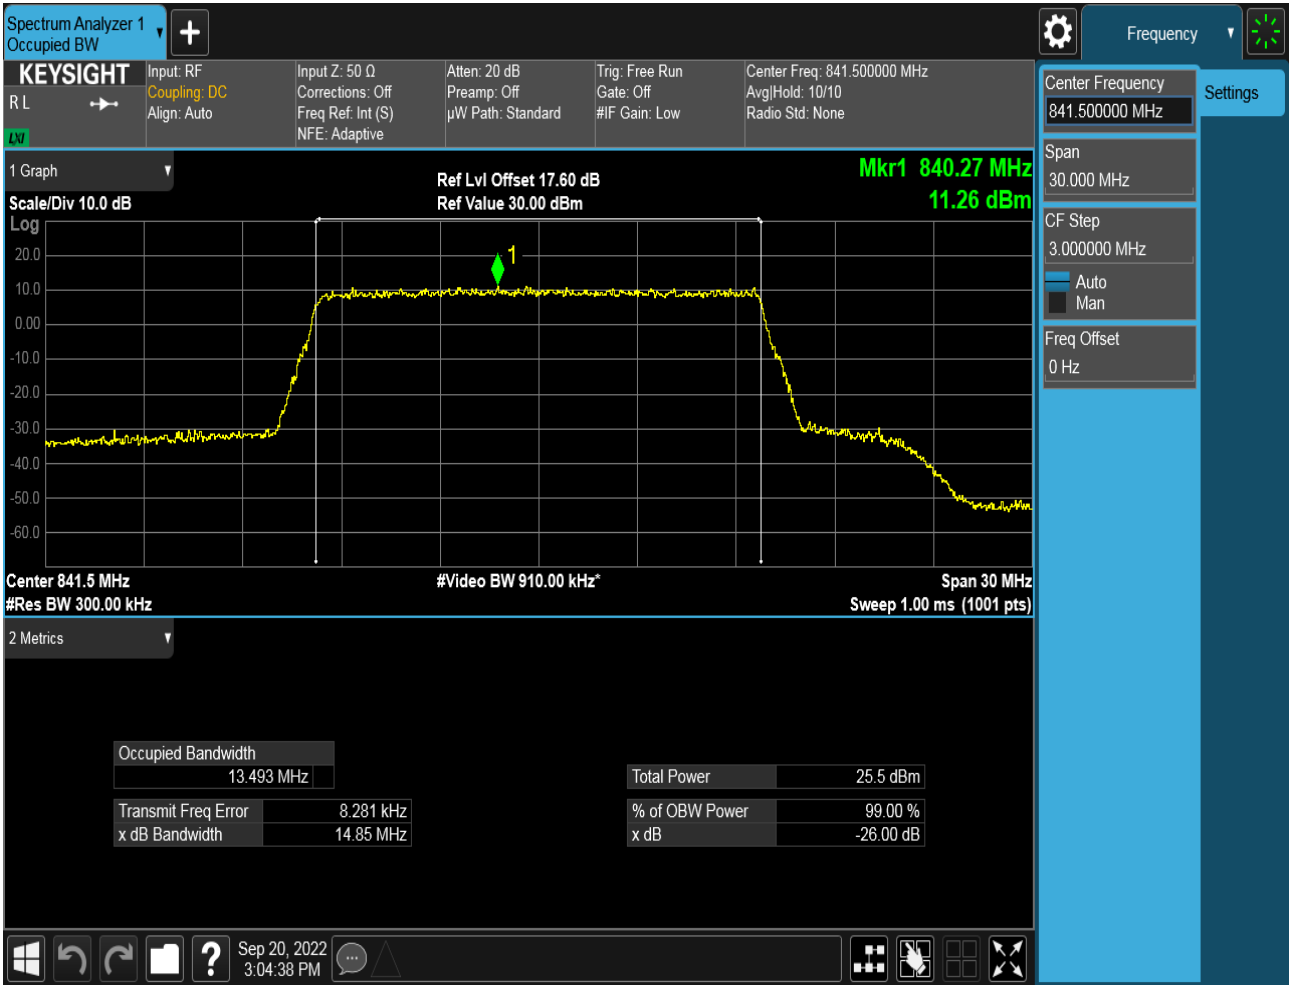 Spectrum Analyzer 1
Occupied BW
Frequency
KEYSIGHT
R L
LXI
Input: RF
Coupling: DC
Align: Auto
Input Z: 50 Ω
Corrections: Off
Freq Ref: Int (S)
NFE: Adaptive
Atten: 20 dB
Preamp: Off
µW Path: Standard
Trig: Free Run
Gate: Off
#IF Gain: Low
Center Freq: 841.500000 MHz
Avg|Hold: 10/10
Radio Std: None
Center Frequency
841.500000 MHz
Settings
Span
30.000 MHz
CF Step
3.000000 MHz
Auto
Man
Freq Offset
0 Hz
1 Graph
Scale/Div 10.0 dB
Log
Ref Lvl Offset 17.60 dB
Ref Value 30.00 dBm
Mkr1 840.27 MHz
11.26 dBm
1
20.0
10.0
0.00
-10.0
-20.0
-30.0
-40.0
-50.0
-60.0
Center 841.5 MHz
#Video BW 910.00 kHz*
Span 30 MHz
#Res BW 300.00 kHz
Sweep 1.00 ms (1001 pts)
2 Metrics
Occupied Bandwidth
13.493 MHz
Total Power 25.5 dBm
Transmit Freq Error 8.281 kHz
% of OBW Power 99.00 %
x dB Bandwidth 14.85 MHz
x dB -26.00 dB
?
Sep 20, 2022
3:04:38 PM